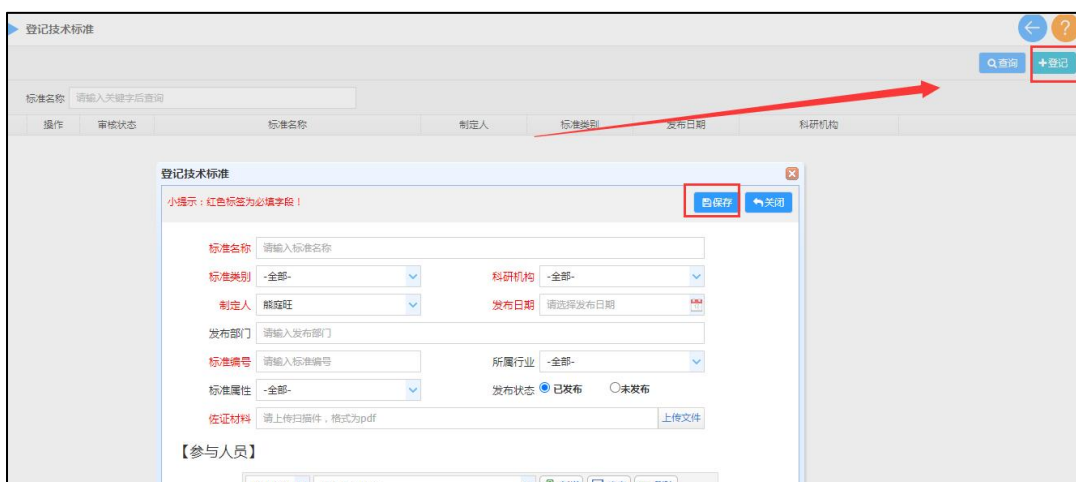 登记技术标准
查询 +登记
标准名称 请输入关键字后查询
操作 审核状态 标准名称 制定人 标准类别 发布日期 科研机构
登记技术标准
小提示：红色标签为必填字段！ 保存 关闭
标准名称 请输入标准名称
标准类别 -全部- 科研机构 -全部-
制定人 熊庭旺 发布日期 请选择发布日期
发布部门 请输入发布部门
标准编号 请输入标准编号 所属行业 -全部-
标准属性 -全部- 发布状态 已发布 未发布
佐证材料 请上传扫描件，格式为pdf 上传文件
【参与人员】